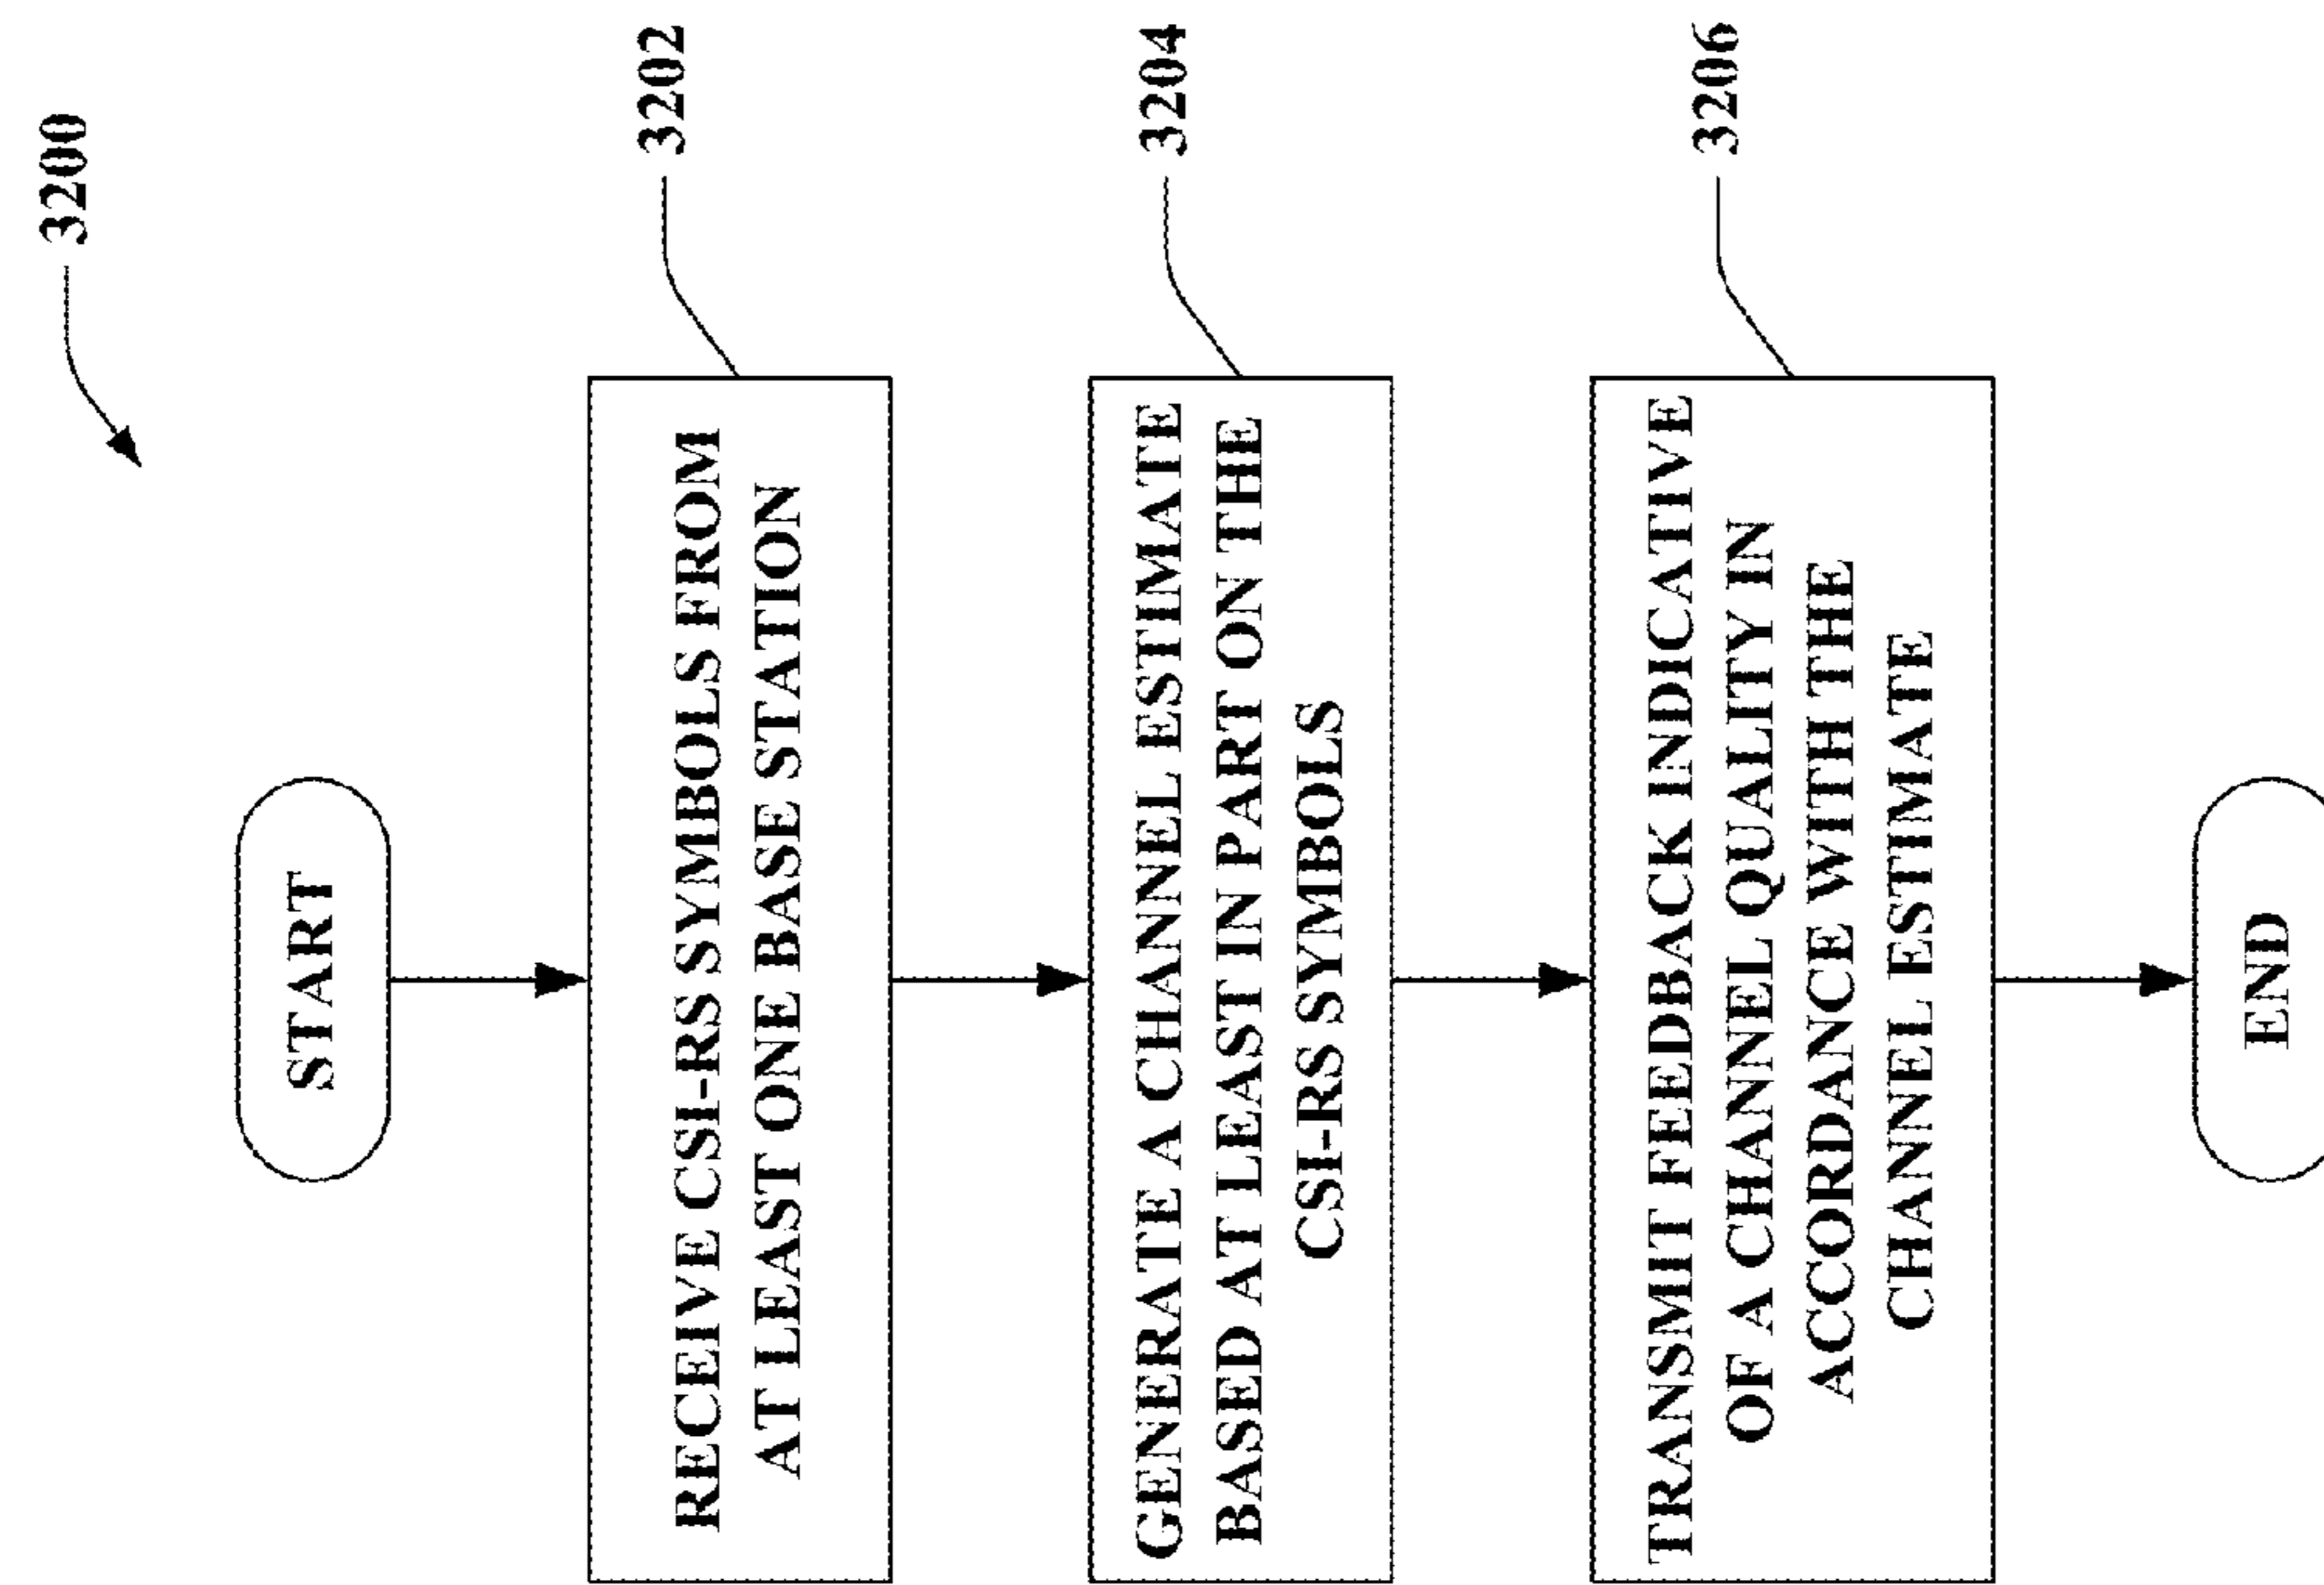 3200
START
RECEIVE CSI-RS SYMBOLS FROM
AT LEAST ONE BASE STATION
3202
GENERATE A CHANNEL ESTIMATE
BASED AT LEAST IN PART ON THE
CSI-RS SYMBOLS
3204
TRANSMIT FEEDBACK INDICATIVE
OF A CHANNEL QUALITY IN
ACCORDANCE WITH THE
CHANNEL ESTIMATE
3206
END